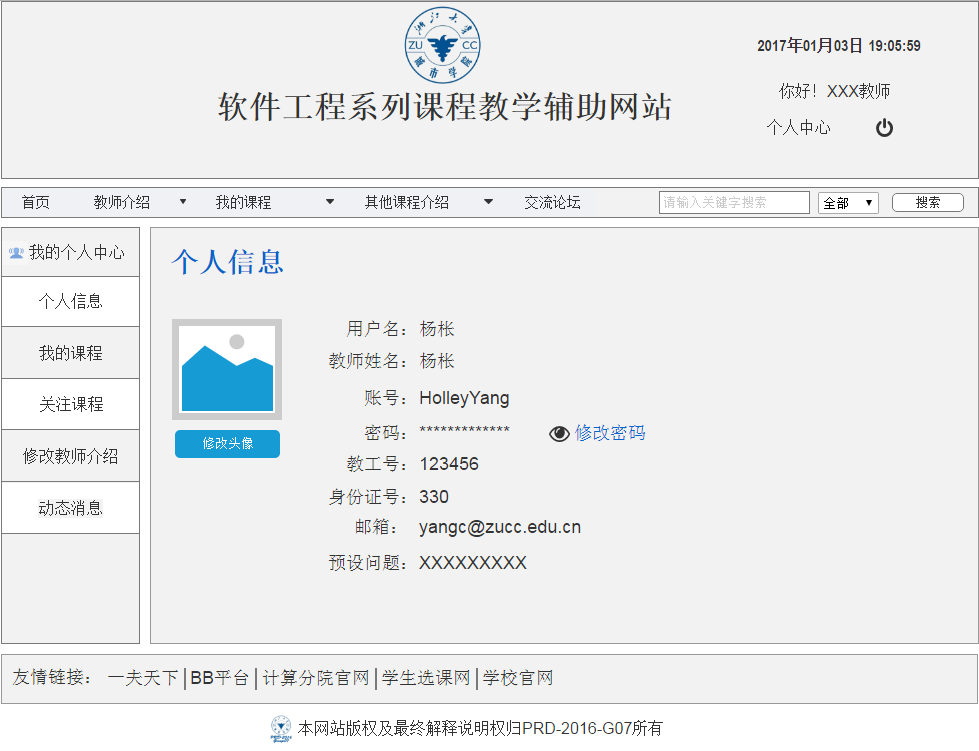 浙江大学
ZU CC
城市学院
2017年01月03日 19:05:59
软件工程系列课程教学辅助网站
你好！XXX教师
个人中心
首页 教师介绍 我的课程 其他课程介绍 交流论坛 请输入关键字搜索 全部 搜索
我的个人中心
个人信息
我的课程
关注课程
修改教师介绍
动态消息
个人信息
修改头像
用户名： 杨枨
教师姓名： 杨枨
账号： HolleyYang
密码： ************* 修改密码
教工号： 123456
身份证号： 330
邮箱： yangc@zucc.edu.cn
预设问题： XXXXXXXXX
友情链接： 一夫天下|BB平台|计算分院官网|学生选课网|学校官网
本网站版权及最终解释说明权归PRD-2016-G07所有